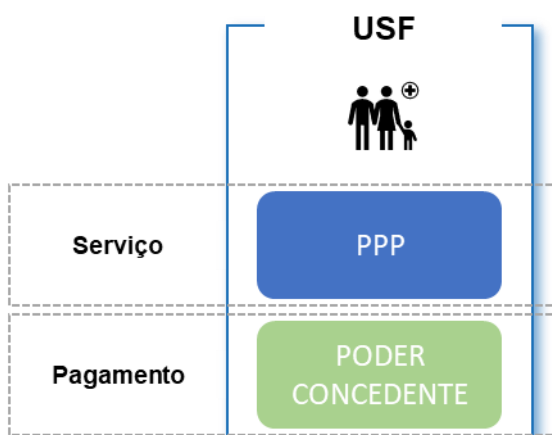 USF
Serviço
PPP
Pagamento
PODER
CONCEDENTE